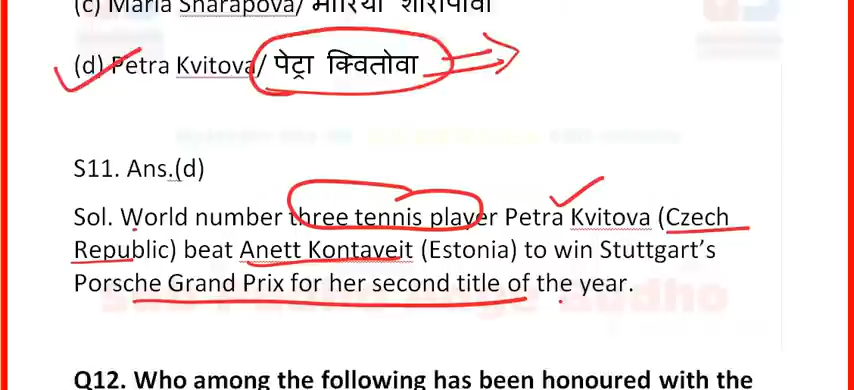 (c) Maria Sharapova/ मारिया शारापोवा
(d) Petra Kvitova/ पेट्रा क्वितोवा
S11. Ans.(d)
Sol. World number three tennis player Petra Kvitova (Czech
Republic) beat Anett Kontaveit (Estonia) to win Stuttgart’s
Porsche Grand Prix for her second title of the year.
Q12. Who among the following has been honoured with the